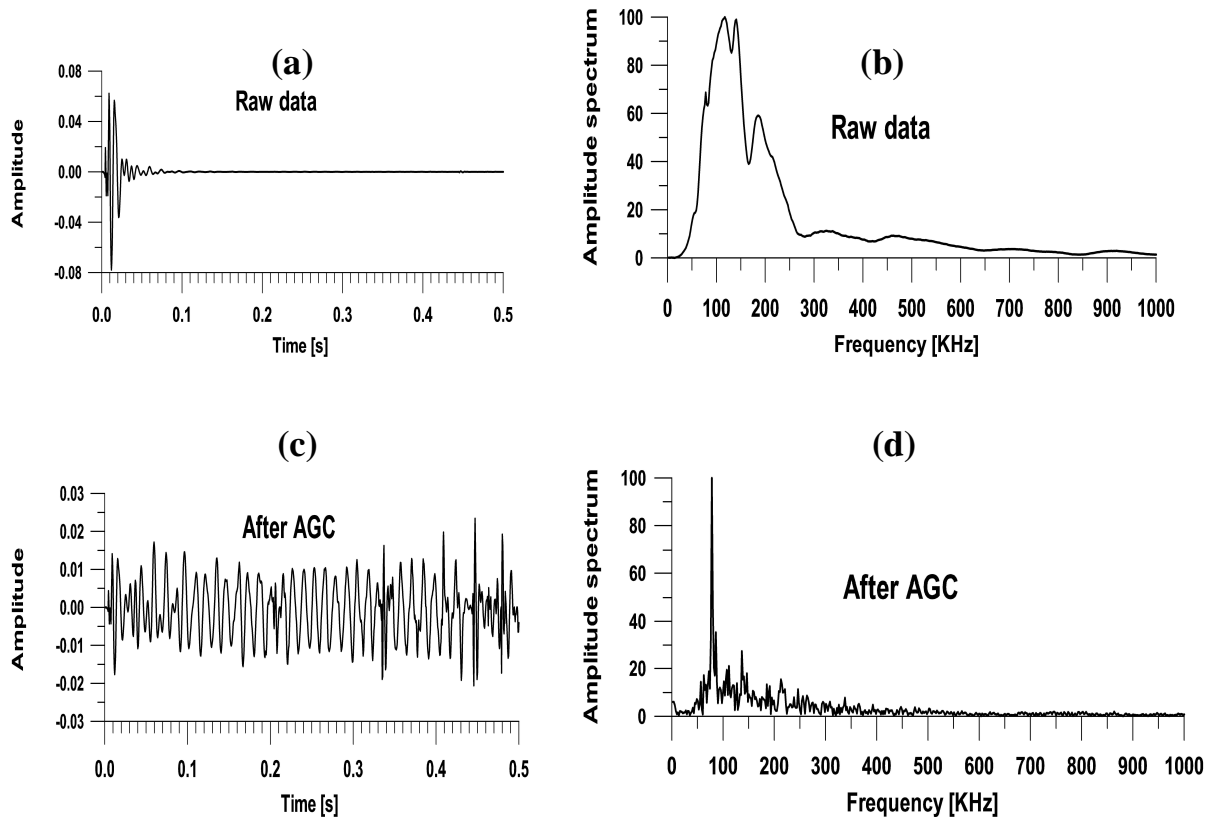 (a)
Raw data
Amplitude
0.08
0.04
0.00
-0.04
-0.08
0.0 0.1 0.2 0.3 0.4 0.5
Time [s]
(b)
Raw data
Amplitude spectrum
100
80
60
40
20
0
0 100 200 300 400 500 600 700 800 900 1000
Frequency [KHz]
(c)
After AGC
Amplitude
0.03
0.02
0.01
0.00
-0.01
-0.02
-0.03
0.0 0.1 0.2 0.3 0.4 0.5
Time [s]
(d)
After AGC
Amplitude spectrum
100
80
60
40
20
0
0 100 200 300 400 500 600 700 800 900 1000
Frequency [KHz]